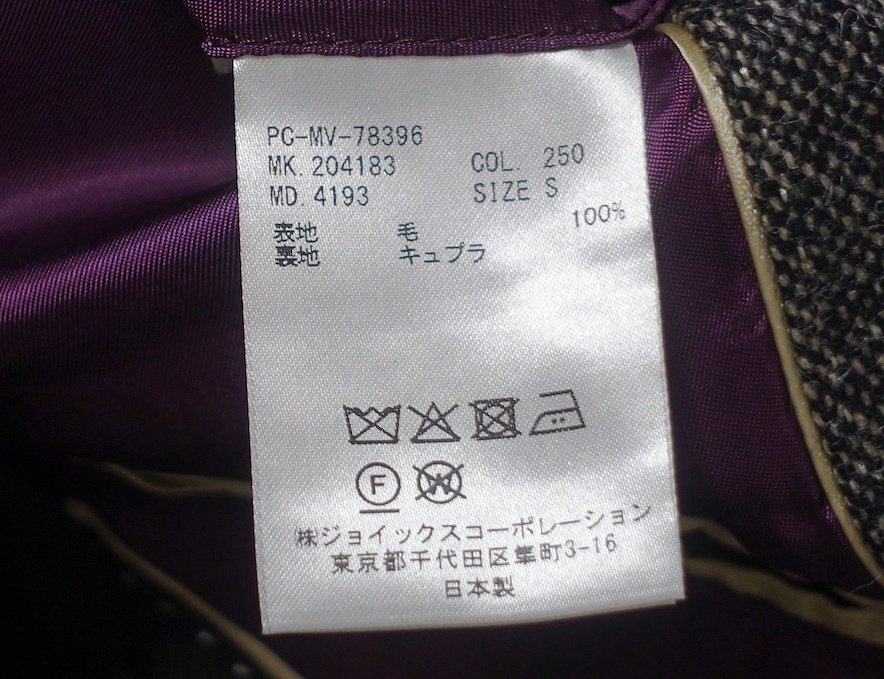 PC-MV-78396
MK. 204183 COL. 250
MD. 4193 SIZE S
表地 毛 100%
裏地 キュプラ
F
W
㈱ジョイックスコーポレーション
東京都千代田区隼町3-16
日本製